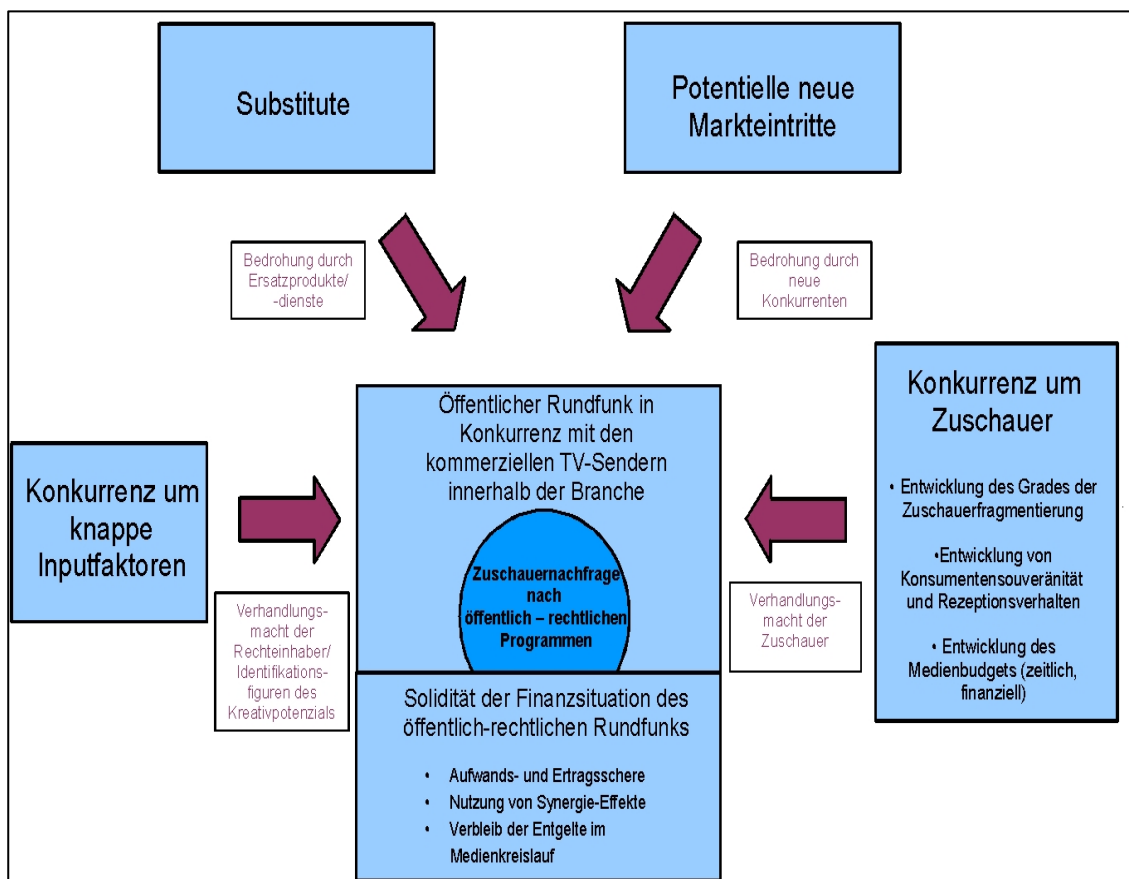 Substitute
Potentielle neue
Markteintritte
Bedrohung durch
Ersatzprodukte/
-dienste
Bedrohung durch
neue
Konkurrenten
Konkurrenz um
knappe
Inputfaktoren
Verhandlungs-
macht der
Rechteinhaber/
Identifikations-
figuren des
Kreativpotenzials
Öffentlicher Rundfunk in
Konkurrenz mit den
kommerziellen TV-Sendern
innerhalb der Branche
Zuschauernachfrage
nach
öffentlich – rechtlichen
Programmen
Solidität der Finanzsituation des
öffentlich-rechtlichen Rundfunks
• Aufwands- und Ertragsschere
• Nutzung von Synergie-Effekte
• Verbleib der Entgelte im
Medienkreislauf
Verhandlungs-
macht der
Zuschauer
Konkurrenz um
Zuschauer
• Entwicklung des Grades der
Zuschauerfragmentierung
•Entwicklung von
Konsumentensouveränität
und Rezeptionsverhalten
• Entwicklung des
Medienbudgets (zeitlich,
finanziell)